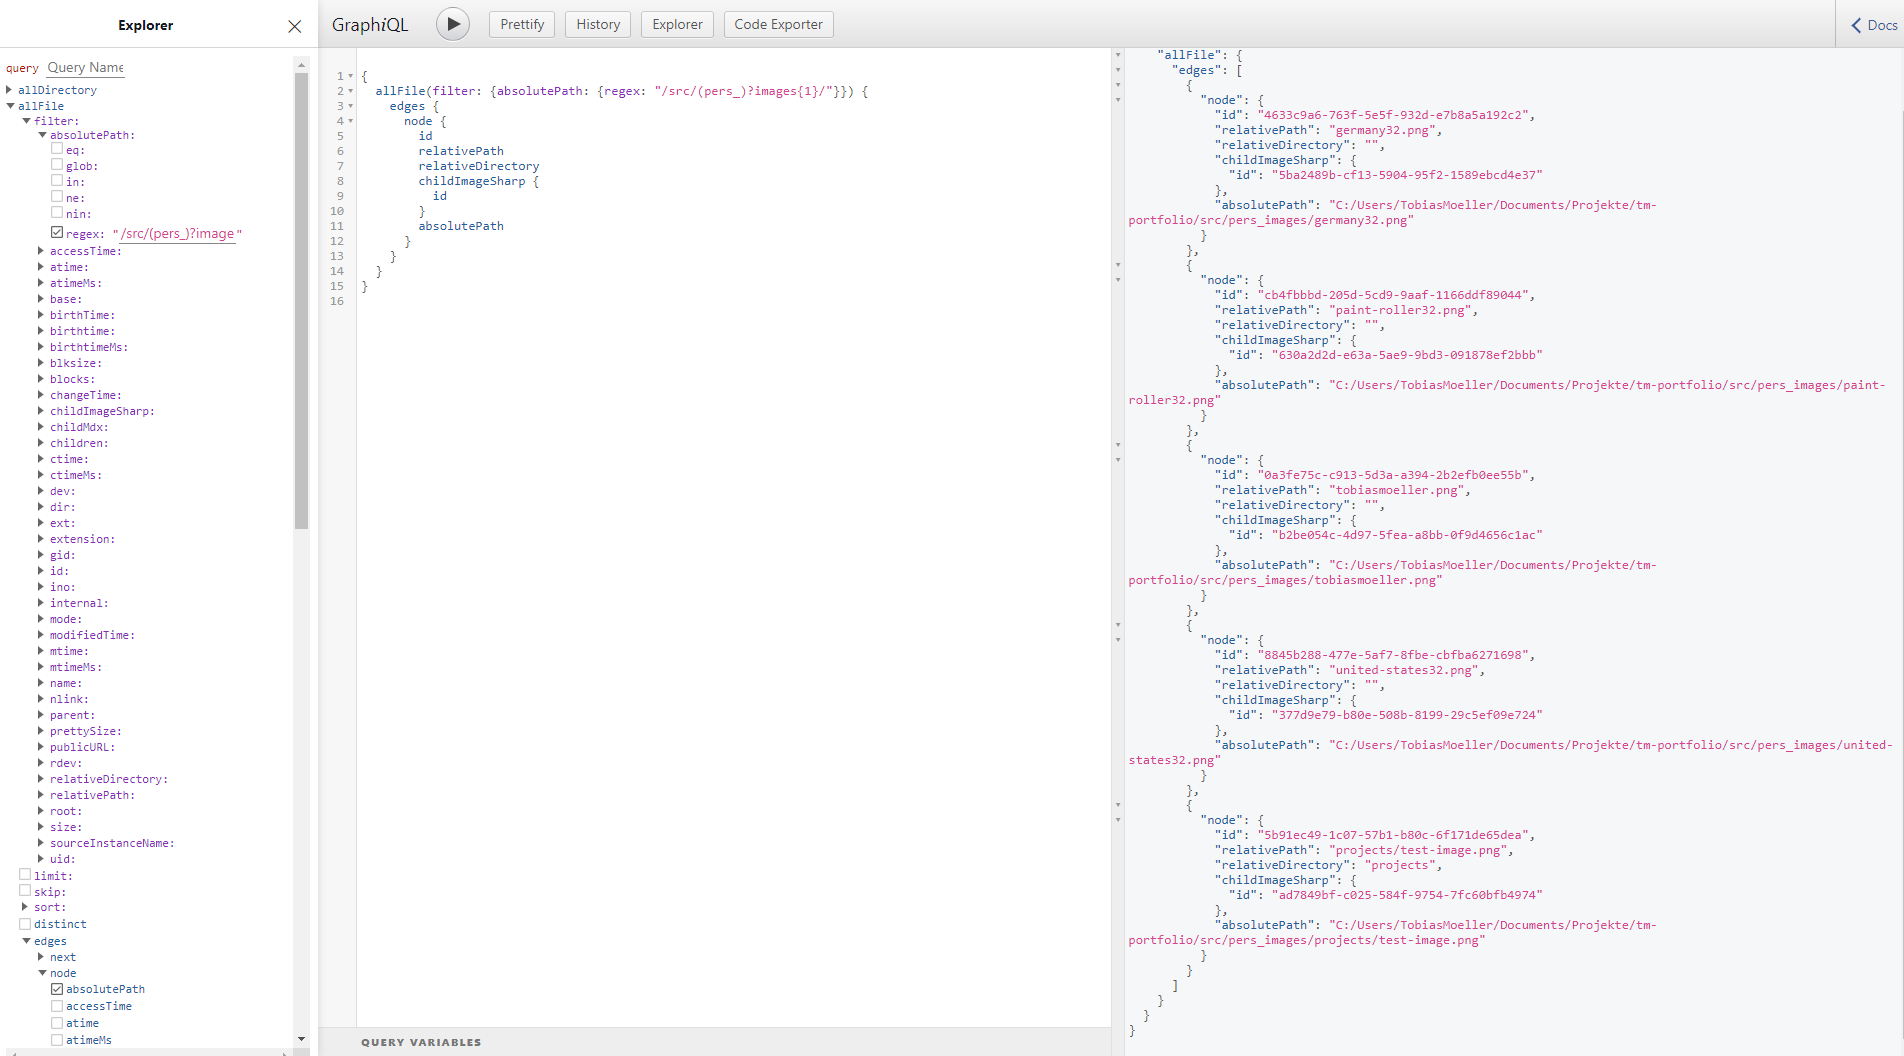 Explorer
GraphiQL
Prettify
History
Explorer
Code Exporter
Docs
query Query Name
allDirectory
allFile
filter:
absolutePath:
eq:
glob:
in:
ne:
nin:
regex: "/src/(pers_)?image"
accessTime:
atime:
atimeMs:
base:
birthTime:
birthtime:
birthtimeMs:
blksize:
blocks:
changeTime:
childImageSharp:
childMdx:
children:
ctime:
ctimeMs:
dev:
dir:
ext:
extension:
gid:
id:
ino:
internal:
mode:
modifiedTime:
mtime:
mtimeMs:
name:
nlink:
parent:
prettySize:
publicURL:
rdev:
relativeDirectory:
relativePath:
root:
size:
sourceInstanceName:
uid:
limit:
skip:
sort:
distinct
edges
next
node
absolutePath
accessTime
atime
atimeMs
1 {
2 allFile(filter: {absolutePath: {regex: "/src/(pers_)?images{1}/"}}) {
3 edges {
4 node {
5 id
6 relativePath
7 relativeDirectory
8 childImageSharp {
9 id
10 }
11 absolutePath
12 }
13 }
14 }
15 }
16
QUERY VARIABLES
"allFile": {
"edges": [
{
"node": {
"id": "4633c9a6-763f-5e5f-932d-e7b8a5a192c2",
"relativePath": "germany32.png",
"relativeDirectory": "",
"childImageSharp": {
"id": "5ba2489b-cf13-5904-95f2-1589ebcd4e37"
},
"absolutePath": "C:/Users/TobiasMoeller/Documents/Projekte/tm-
portfolio/src/pers_images/germany32.png"
}
},
{
"node": {
"id": "cb4fbbbd-205d-5cd9-9aaf-1166ddf89044",
"relativePath": "paint-roller32.png",
"relativeDirectory": "",
"childImageSharp": {
"id": "630a2d2d-e63a-5ae9-9bd3-091878ef2bbb"
},
"absolutePath": "C:/Users/TobiasMoeller/Documents/Projekte/tm-portfolio/src/pers_images/paint-
roller32.png"
}
},
{
"node": {
"id": "0a3fe75c-c913-5d3a-a394-2b2efb0ee55b",
"relativePath": "tobiasmoeller.png",
"relativeDirectory": "",
"childImageSharp": {
"id": "b2be054c-4d97-5fea-a8bb-0f9d4656c1ac"
},
"absolutePath": "C:/Users/TobiasMoeller/Documents/Projekte/tm-
portfolio/src/pers_images/tobiasmoeller.png"
}
},
{
"node": {
"id": "8845b288-477e-5af7-8fbe-cbfba6271698",
"relativePath": "united-states32.png",
"relativeDirectory": "",
"childImageSharp": {
"id": "377d9e79-b80e-508b-8199-29c5ef09e724"
},
"absolutePath": "C:/Users/TobiasMoeller/Documents/Projekte/tm-portfolio/src/pers_images/united-
states32.png"
}
},
{
"node": {
"id": "5b91ec49-1c07-57b1-b80c-6f171de65dea",
"relativePath": "projects/test-image.png",
"relativeDirectory": "projects",
"childImageSharp": {
"id": "ad7849bf-c025-584f-9754-7fc60bfb4974"
},
"absolutePath": "C:/Users/TobiasMoeller/Documents/Projekte/tm-
portfolio/src/pers_images/projects/test-image.png"
}
}
]
}
}
}